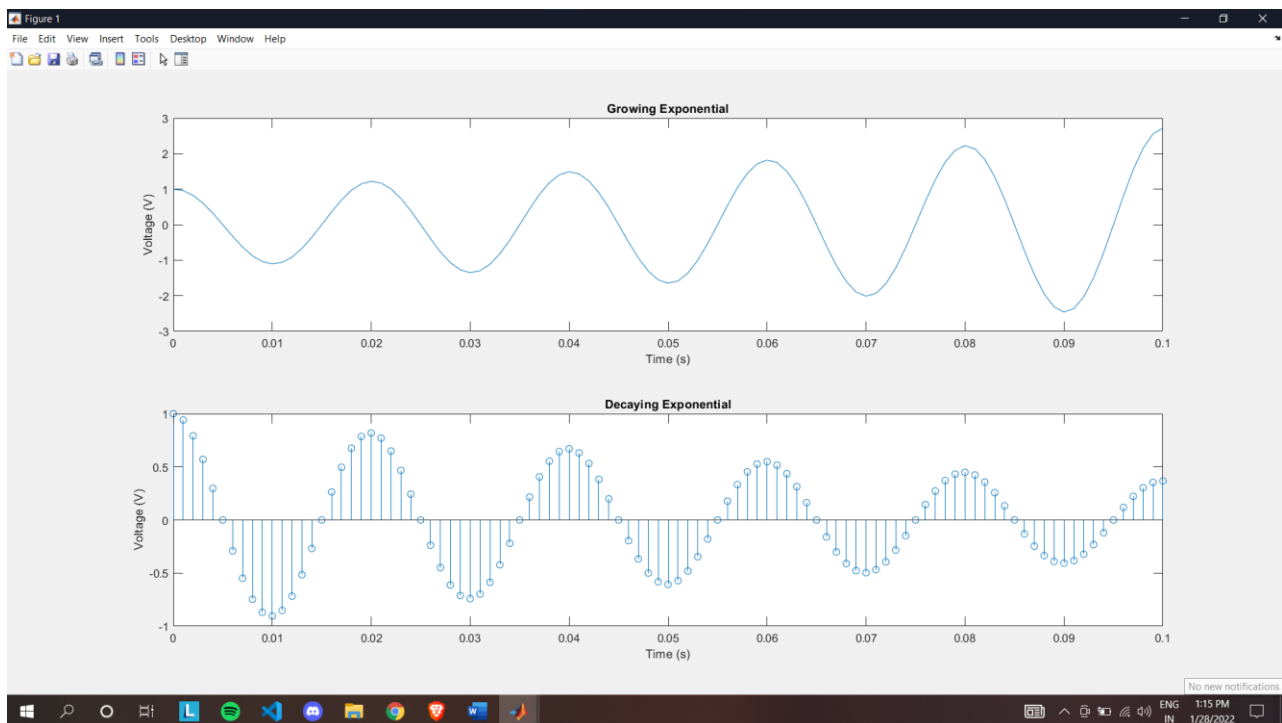 Figure 1
File Edit View Insert Tools Desktop Window Help
Growing Exponential
3
2
1
0
-1
-2
-3
Voltage (V)
0 0.01 0.02 0.03 0.04 0.05 0.06 0.07 0.08 0.09 0.1
Time (s)
Decaying Exponential
1
0.5
0
-0.5
-1
Voltage (V)
0 0.01 0.02 0.03 0.04 0.05 0.06 0.07 0.08 0.09 0.1
Time (s)
No new notifications
L W ENG 1:15 PM
IN 1/28/2022